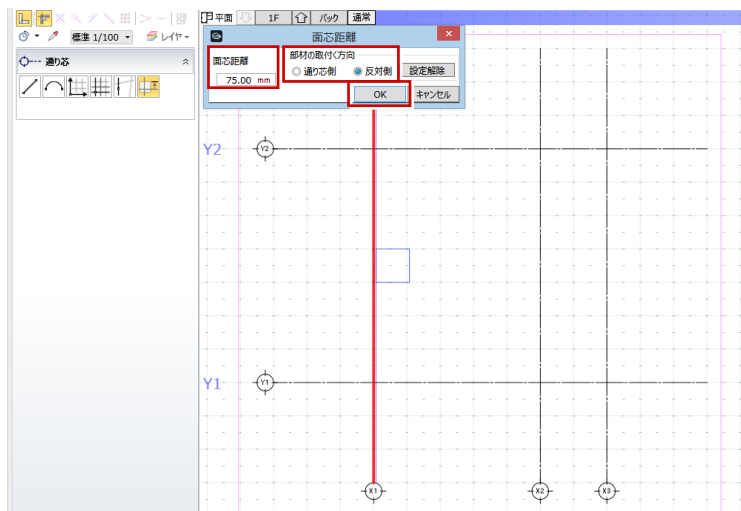 平面 1F バック 通常
標準 1/100 レイヤ
通り芯
面芯距離
面芯距離
75.00 mm
部材の取付く方向
通り芯側 反対側
設定解除
OK キャンセル
Y2 Y2
Y1 Y1
X1 X2 X3